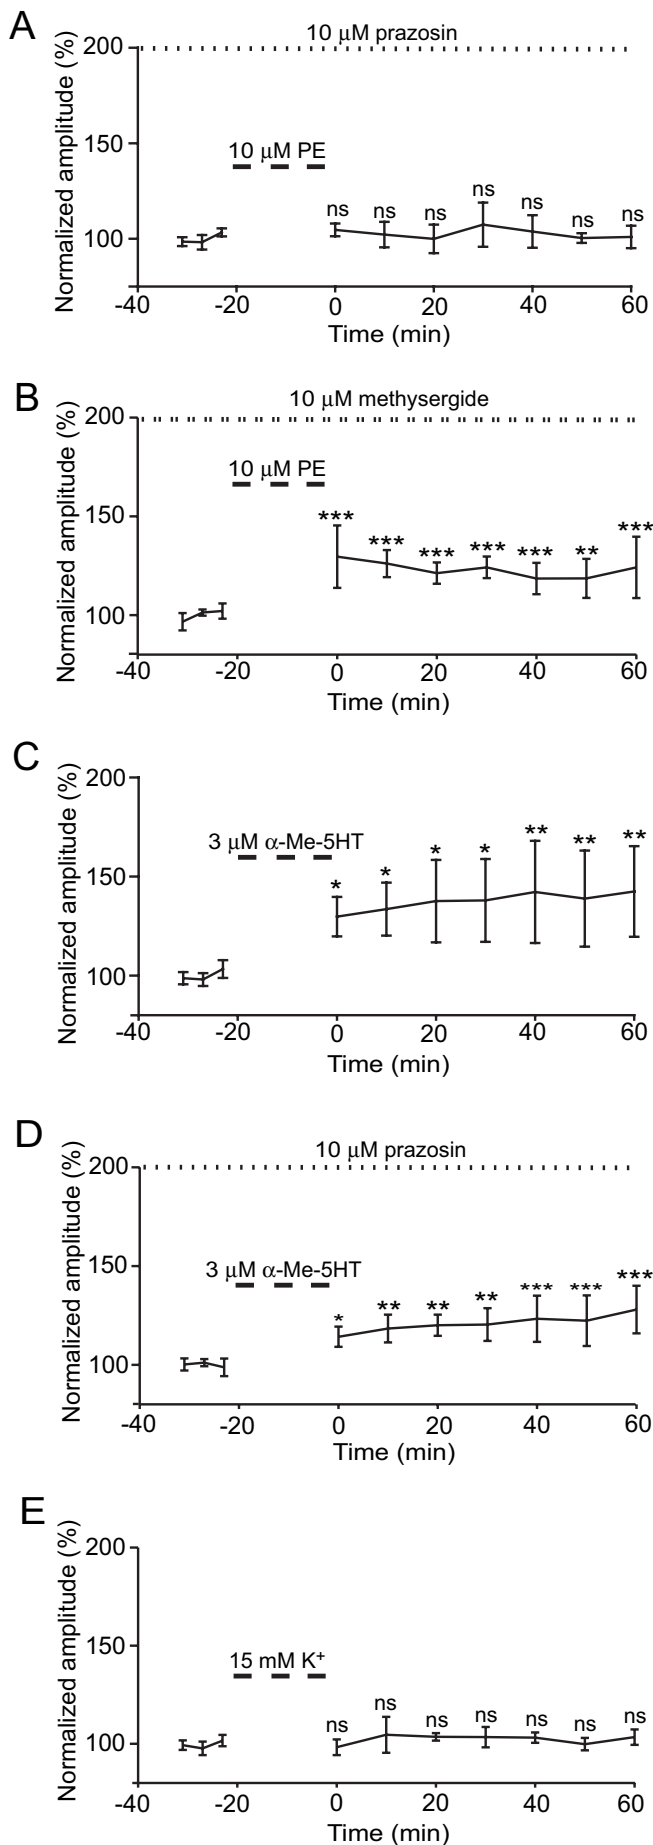 A
10 μM prazosin
200
150
100
Normalized amplitude (%)
10 μM PE
ns ns ns ns ns ns ns
-40 -20 0 20 40 60
Time (min)
B
10 μM methysergide
200
150
100
Normalized amplitude (%)
10 μM PE
*** *** *** *** *** ** ***
-40 -20 0 20 40 60
Time (min)
C
200
150
100
Normalized amplitude (%)
3 μM α-Me-5HT
* * * * ** ** **
-40 -20 0 20 40 60
Time (min)
D
10 μM prazosin
200
150
100
Normalized amplitude (%)
3 μM α-Me-5HT
* ** ** ** *** *** ***
-40 -20 0 20 40 60
Time (min)
E
200
150
100
Normalized amplitude (%)
15 mM K⁺
ns ns ns ns ns ns ns
-40 -20 0 20 40 60
Time (min)